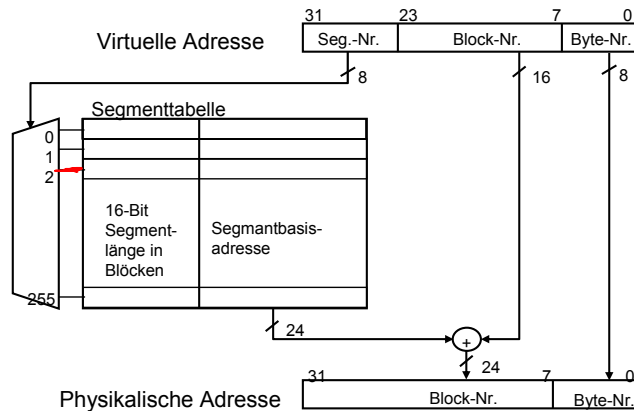 31 23 7 0
Virtuelle Adresse
Seg.-Nr. Block-Nr. Byte-Nr.
8 16 8
Segmenttabelle
0
1
2
16-Bit
Segment-
länge in
Blöcken
Segmantbasis-
adresse
255
24
+
24
31 7 0
Physikalische Adresse
Block-Nr. Byte-Nr.